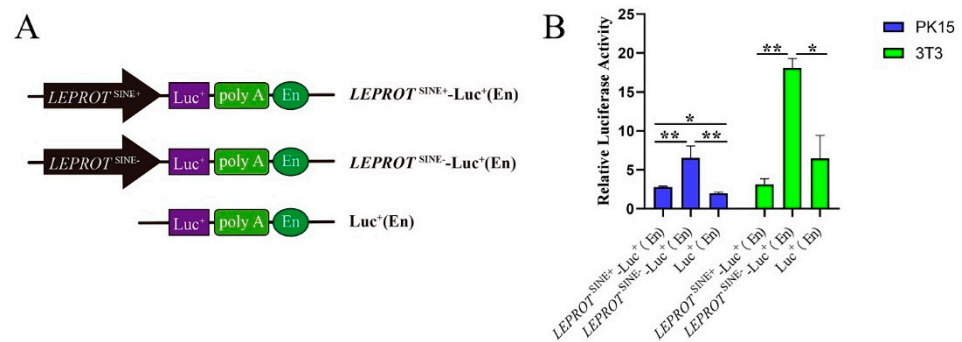 A
LEPROT SINE+ Luc+ poly A En LEPROT SINE+-Luc+(En)
LEPROT SINE- Luc+ poly A En LEPROT SINE--Luc+(En)
Luc+ poly A En Luc+(En)
B
Relative Luciferase Activity
25
20
15
10
5
0
*
** **
** *
PK15
3T3
LEPROT SINE+-Luc+(En)
LEPROT SINE--Luc+(En)
Luc+(En)
LEPROT SINE+-Luc+(En)
LEPROT SINE--Luc+(En)
Luc+(En)